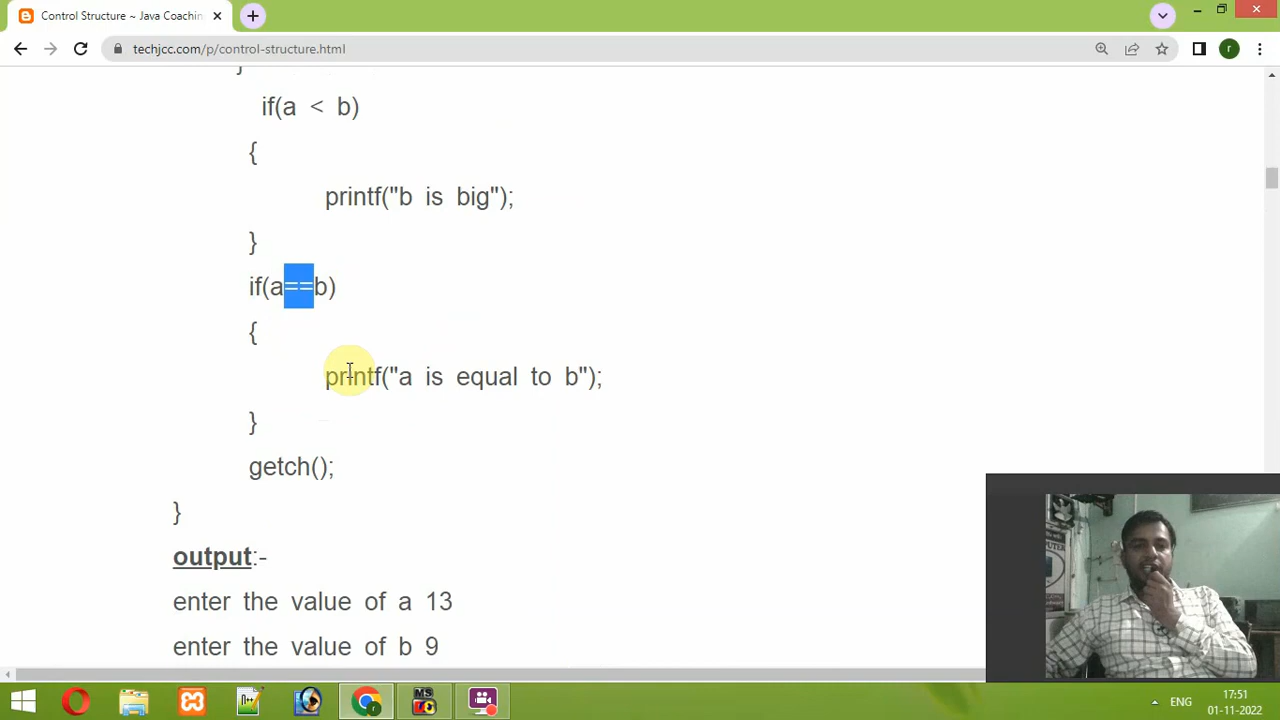 Control Structure ~ Java Coachin
techjcc.com/p/control-structure.html
r
}
if(a < b)
{
printf("b is big");
}
if(a==b)
{
printf("a is equal to b");
}
getch();
}
output:-
enter the value of a 13
enter the value of b 9
MS
ENG
17:51
01-11-2022